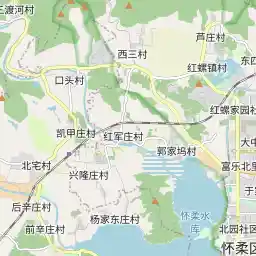 三渡河村
芦庄村
西三村
红螺镇村
东四
口头村
红螺家园社
凯甲庄村
红军庄村
大中
郭家坞村
北宅村
富乐北里
兴隆庄村
后辛庄村
杨家东庄村
怀柔水
库
前辛庄村
北园社区
怀柔区